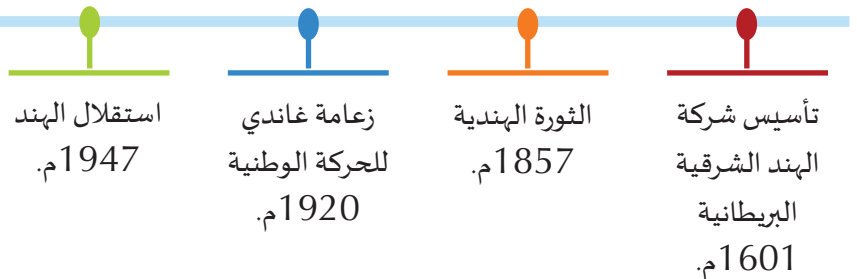 تأسيس شركة
الهند الشرقية
البريطانية
1601م.
الثورة الهندية
1857م.
زعامة غاندي
للحركة الوطنية
1920م.
استقلال الهند
1947م.